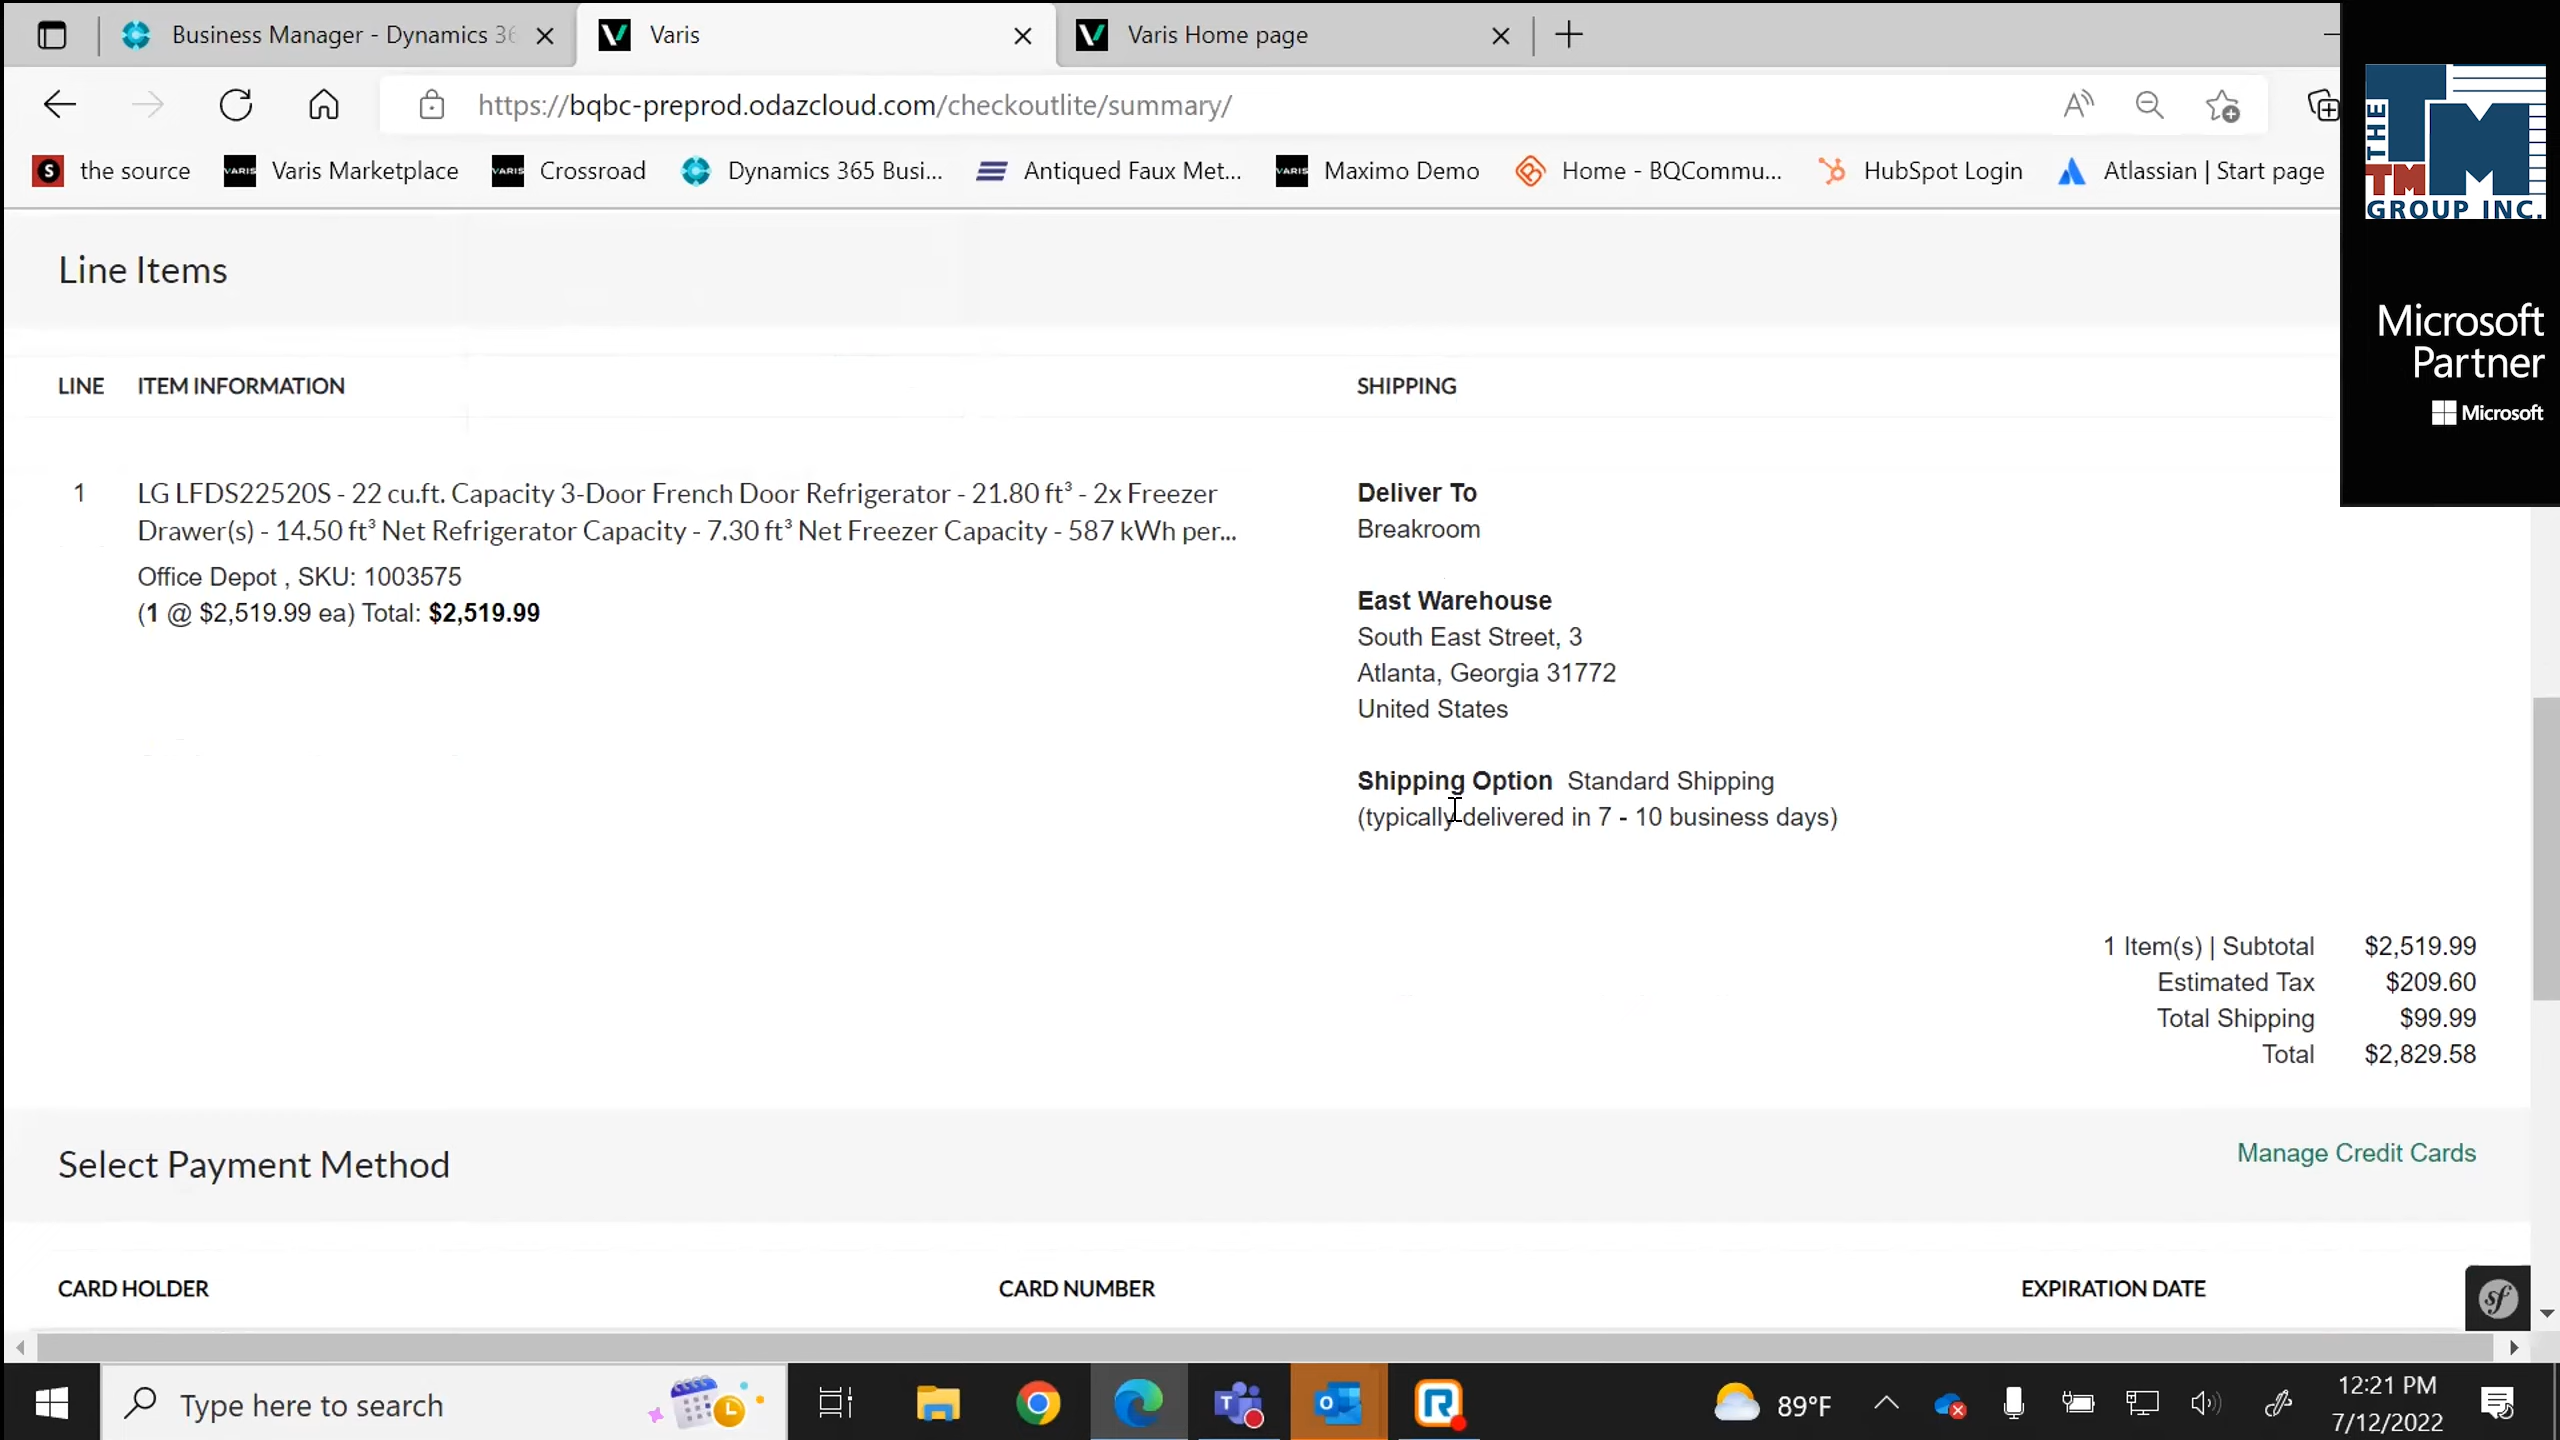 Business Manager - Dynamics 36
Varis
Varis Home page
https://bqbc-preprod.odazcloud.com/checkoutlite/summary/
S the source
VARIS Varis Marketplace
VARIS Crossroad
Dynamics 365 Busi...
Antiqued Faux Met...
VARIS Maximo Demo
Home - BQCommu...
HubSpot Login
Atlassian | Start page
THE TM GROUP INC.
TM
Microsoft
Partner
Microsoft
Line Items
LINE ITEM INFORMATION SHIPPING
1 LG LFDS22520S - 22 cu.ft. Capacity 3-Door French Door Refrigerator - 21.80 ft³ - 2x Freezer
Drawer(s) - 14.50 ft³ Net Refrigerator Capacity - 7.30 ft³ Net Freezer Capacity - 587 kWh per...
Office Depot , SKU: 1003575
(1 @ $2,519.99 ea) Total: $2,519.99
Deliver To
Breakroom
East Warehouse
South East Street, 3
Atlanta, Georgia 31772
United States
Shipping Option Standard Shipping
(typically delivered in 7 - 10 business days)
1 Item(s) | Subtotal $2,519.99
Estimated Tax $209.60
Total Shipping $99.99
Total $2,829.58
Select Payment Method
Manage Credit Cards
CARD HOLDER CARD NUMBER EXPIRATION DATE
sf
Type here to search
89°F
12:21 PM
7/12/2022